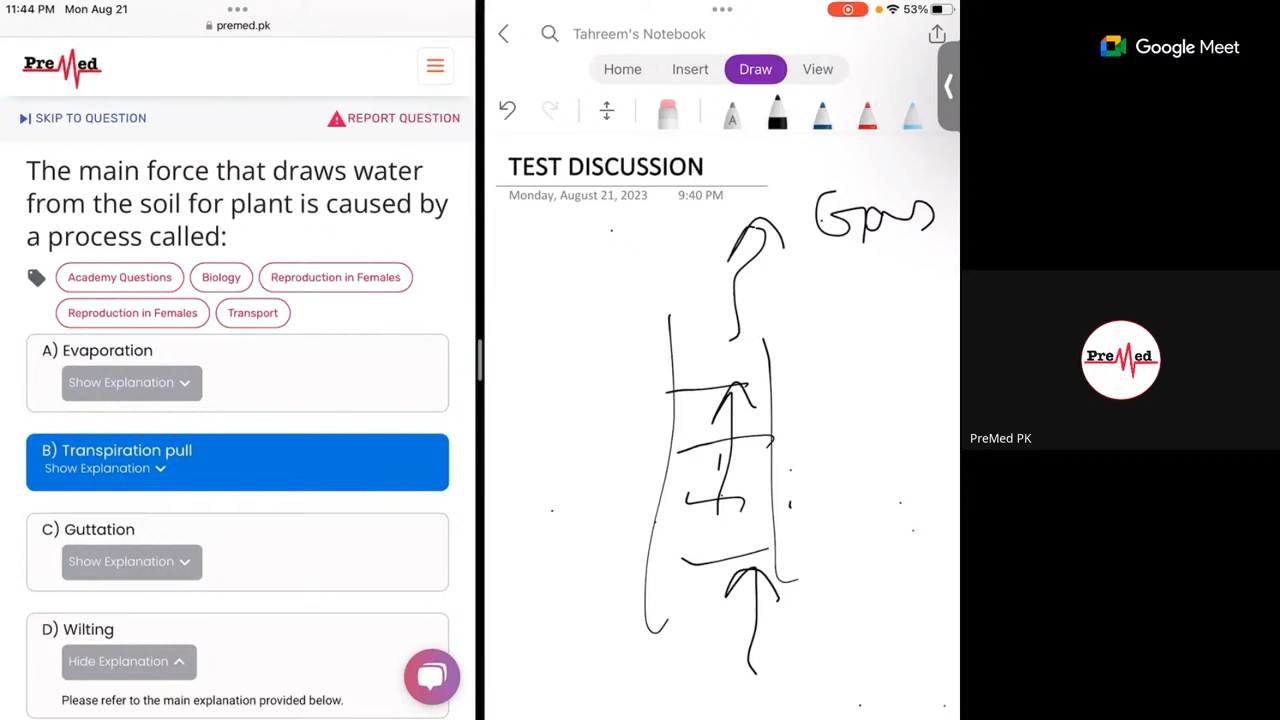 11:44 PM Mon Aug 21
premed.pk
PreMed
SKIP TO QUESTION
REPORT QUESTION
The main force that draws water
from the soil for plant is caused by
a process called:
Academy Questions
Biology
Reproduction in Females
Reproduction in Females
Transport
A) Evaporation
Show Explanation
B) Transpiration pull
Show Explanation
C) Guttation
Show Explanation
D) Wilting
Hide Explanation
Please refer to the main explanation provided below.
53%
Tahreem's Notebook
Home
Insert
Draw
View
A
TEST DISCUSSION
Monday, August 21, 2023
9:40 PM
Google Meet
PreMed
PreMed PK